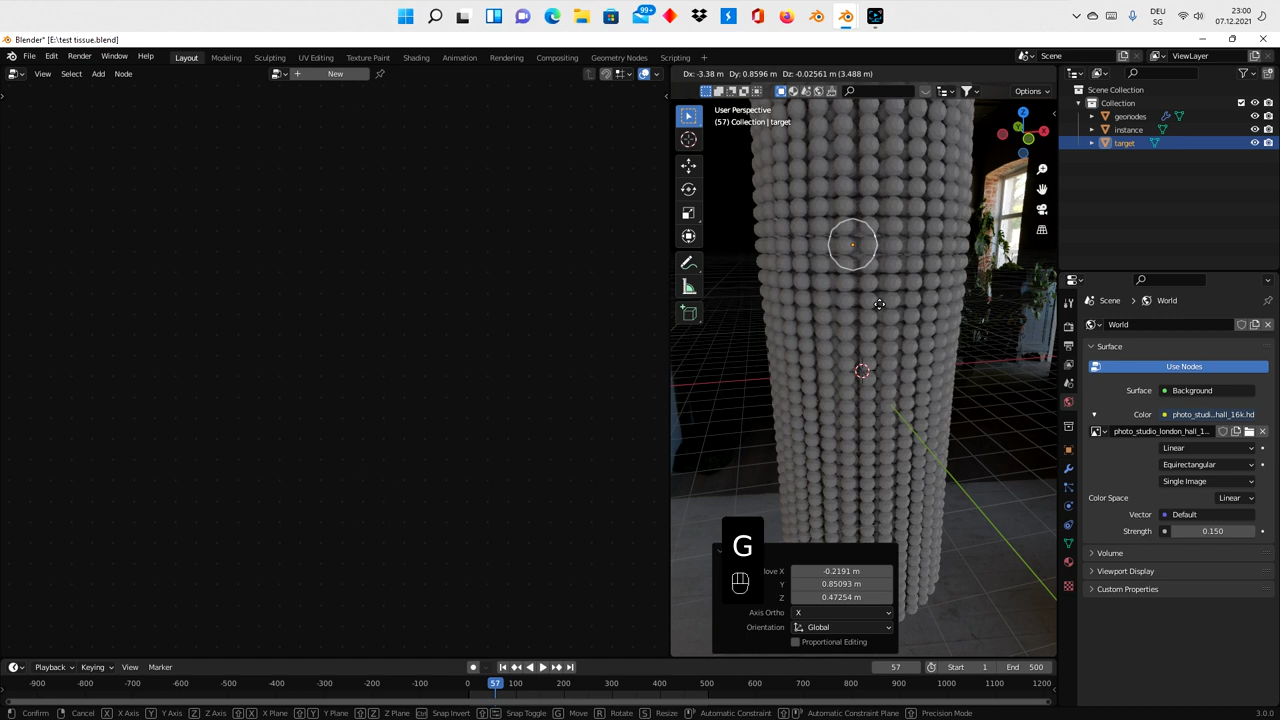 99+
DEU
SG
23:00
07.12.2021
Blender* [E:\test tissue.blend]
File Edit Render Window Help
Layout Modeling Sculpting UV Editing Texture Paint Shading Animation Rendering Compositing Geometry Nodes Scripting
Scene
ViewLayer
View Select Add Node
New
Dx: -3.38 m Dy: 0.8596 m Dz: -0.02561 m (3.488 m)
Options
User Perspective
(57) Collection | target
Z
X
Y
Scene Collection
Collection
geonodes
instance
target
Scene > World
World
Surface
Use Nodes
Surface Background
Color photo_studi...hall_16k.hd
photo_studio_london_hall_1...
Linear
Equirectangular
Single Image
Color Space Linear
Vector Default
Strength 0.150
Volume
Viewport Display
Custom Properties
G
Move X -0.2191 m
Y 0.85093 m
Z 0.47254 m
Axis Ortho X
Orientation Global
Proportional Editing
Playback Keying View Marker
57
Start 1
End 500
-900 -800 -700 -600 -500 -400 -300 -200 -100 0 57 100 200 300 400 500 600 700 800 900 1000 1100 1200
Confirm Cancel X X Axis Y Y Axis Z Z Axis X X Plane Y Y Plane Z Z Plane Snap Invert Snap Toggle G Move R Rotate S Resize Automatic Constraint Automatic Constraint Plane Precision Mode
3.0.0